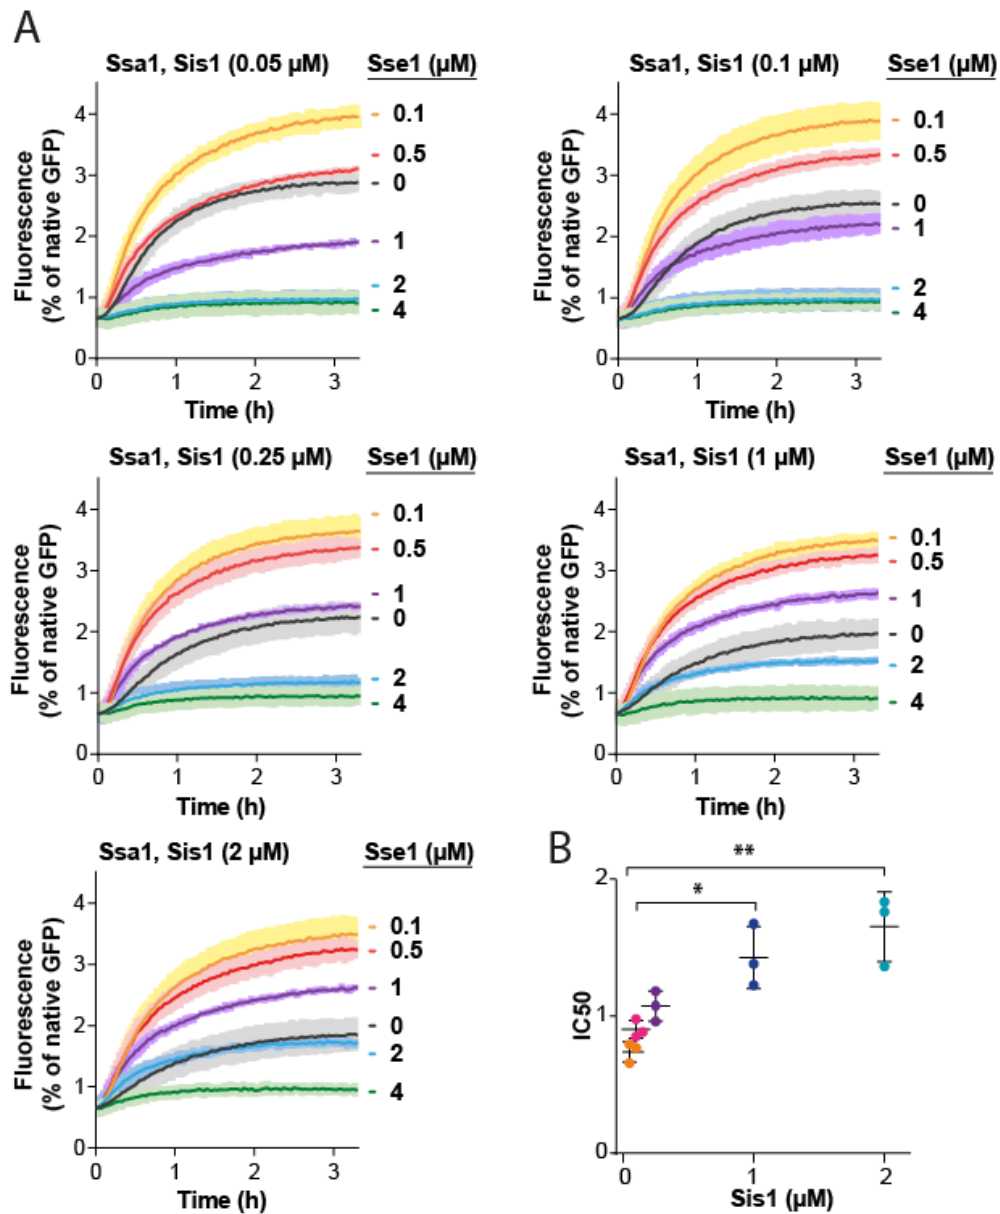 A
Ssa1, Sis1 (0.05 µM) Sse1 (µM)
Fluorescence
(% of native GFP)
4
3
2
1
0
0.1
0.5
0
1
2
4
0 1 2 3
Time (h)
Ssa1, Sis1 (0.1 µM) Sse1 (µM)
Fluorescence
(% of native GFP)
4
3
2
1
0
0.1
0.5
0
1
2
4
0 1 2 3
Time (h)
Ssa1, Sis1 (0.25 µM) Sse1 (µM)
Fluorescence
(% of native GFP)
4
3
2
1
0
0.1
0.5
1
0
2
4
0 1 2 3
Time (h)
Ssa1, Sis1 (1 µM) Sse1 (µM)
Fluorescence
(% of native GFP)
4
3
2
1
0
0.1
0.5
1
0
2
4
0 1 2 3
Time (h)
Ssa1, Sis1 (2 µM) Sse1 (µM)
Fluorescence
(% of native GFP)
4
3
2
1
0
0.1
0.5
1
0
2
4
0 1 2 3
Time (h)
B
**
*
IC50
2
1
0
0 1 2
Sis1 (µM)